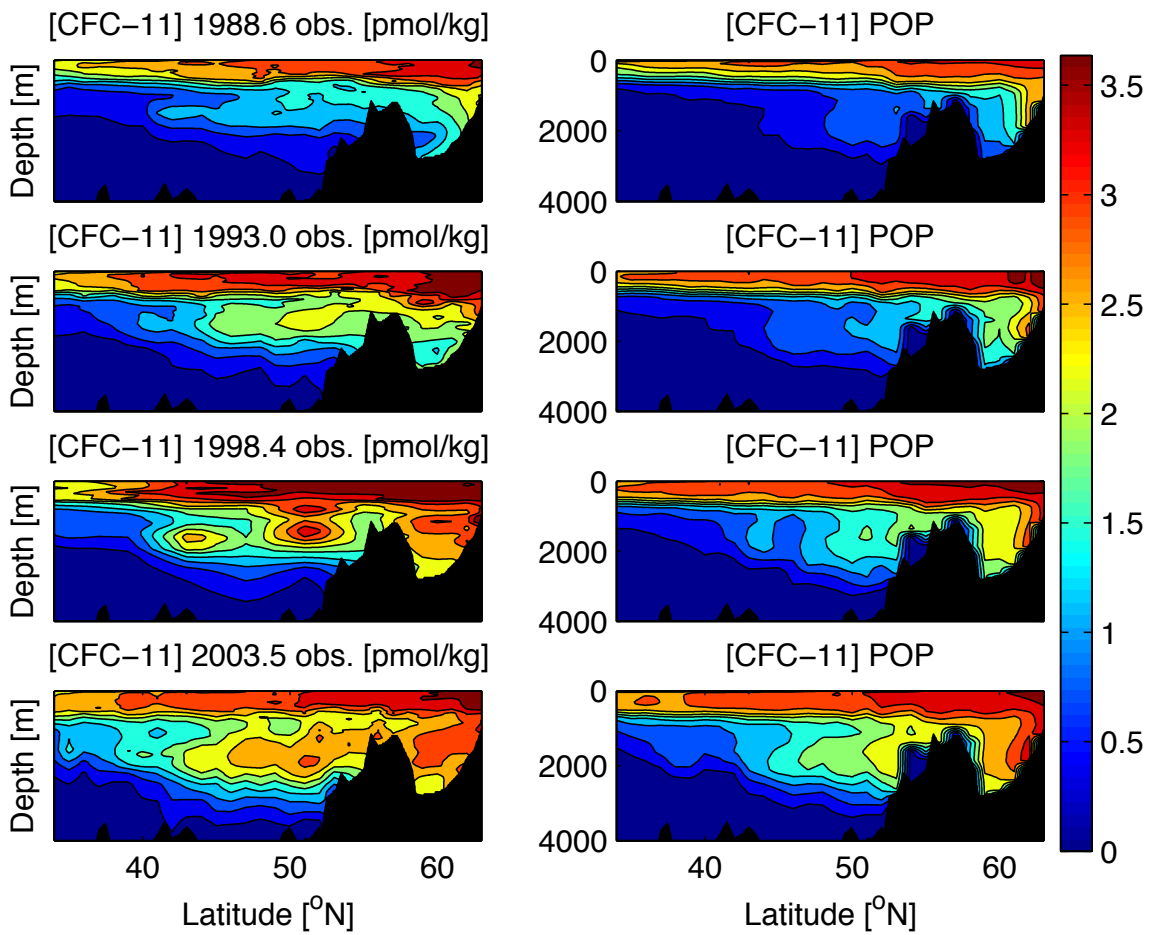 [CFC−11] 1988.6 obs. [pmol/kg]
[CFC−11] POP
Depth [m]
0
2000
4000
[CFC−11] 1993.0 obs. [pmol/kg]
[CFC−11] POP
Depth [m]
0
2000
4000
[CFC−11] 1998.4 obs. [pmol/kg]
[CFC−11] POP
Depth [m]
0
2000
4000
[CFC−11] 2003.5 obs. [pmol/kg]
[CFC−11] POP
Depth [m]
0
2000
4000
40 50 60
40 50 60
Latitude [°N]
Latitude [°N]
3.5
3
2.5
2
1.5
1
0.5
0